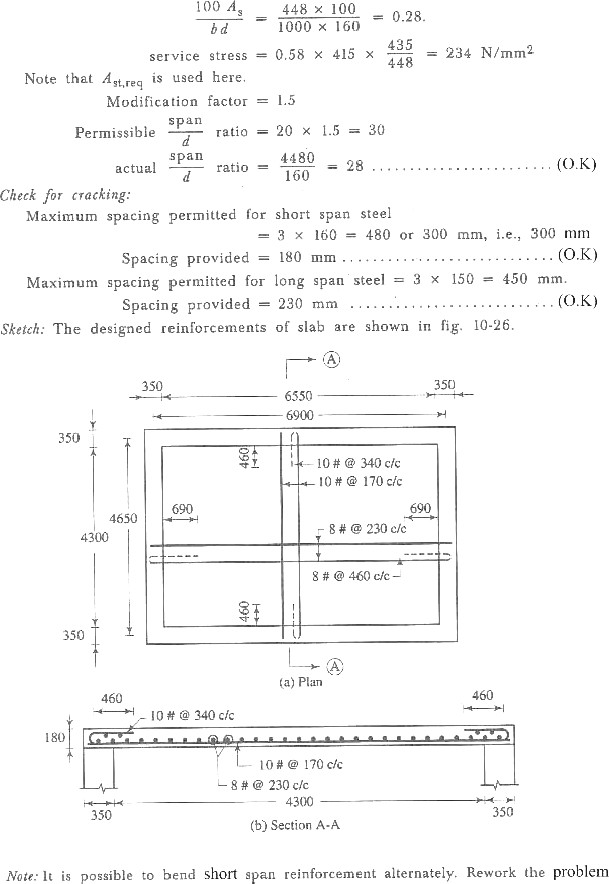 100 As / bd = 448 × 100 / 1000 × 160 = 0.28.
service stress = 0.58 × 415 × 435/448 = 234 N/mm2
Note that Ast,req is used here.
Modification factor = 1.5
Permissible span/d ratio = 20 × 1.5 = 30
actual span/d ratio = 4480/160 = 28 ........................ (O.K)
Check for cracking:
Maximum spacing permitted for short span steel
= 3 × 160 = 480 or 300 mm, i.e., 300 mm
Spacing provided = 180 mm ............................ (O.K)
Maximum spacing permitted for long span steel = 3 × 150 = 450 mm.
Spacing provided = 230 mm ........................... (O.K)
Sketch: The designed reinforcements of slab are shown in fig. 10-26.
A
350 6550 350
6900
350
460
10 # @ 340 c/c
10 # @ 170 c/c
690 690
4650
8 # @ 230 c/c
4300
8 # @ 460 c/c
460
350
A
(a) Plan
460 460
10 # @ 340 c/c
180
10 # @ 170 c/c
8 # @ 230 c/c
4300
350 350
(b) Section A-A
Note: It is possible to bend short span reinforcement alternately. Rework the problem